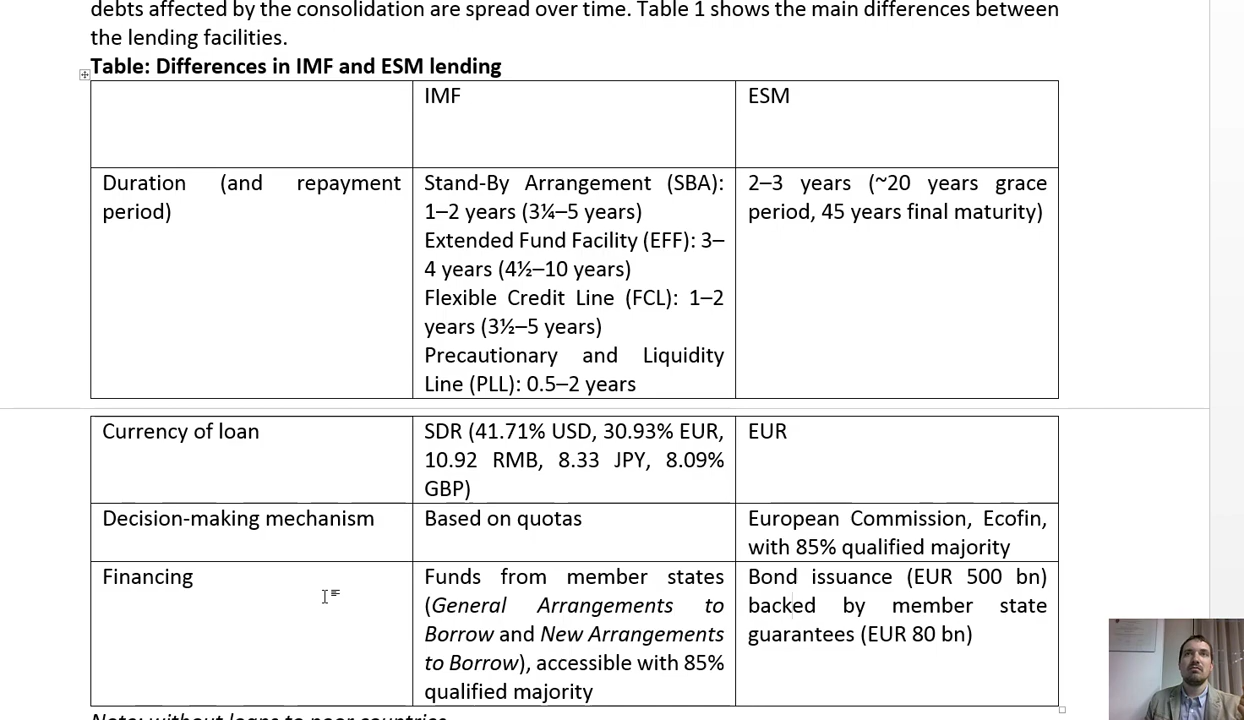 debts affected by the consolidation are spread over time. Table 1 shows the main differences between
the lending facilities.
Table: Differences in IMF and ESM lending
IMF
ESM
Duration (and repayment
period)
Stand-By Arrangement (SBA):
1–2 years (3¼–5 years)
Extended Fund Facility (EFF): 3–
4 years (4½–10 years)
Flexible Credit Line (FCL): 1–2
years (3½–5 years)
Precautionary and Liquidity
Line (PLL): 0.5–2 years
2–3 years (~20 years grace
period, 45 years final maturity)
Currency of loan
SDR (41.71% USD, 30.93% EUR,
10.92 RMB, 8.33 JPY, 8.09%
GBP)
EUR
Decision-making mechanism
Based on quotas
European Commission, Ecofin,
with 85% qualified majority
Financing
Funds from member states
(General Arrangements to
Borrow and New Arrangements
to Borrow), accessible with 85%
qualified majority
Bond issuance (EUR 500 bn)
backed by member state
guarantees (EUR 80 bn)
Note: without loans to poor countries